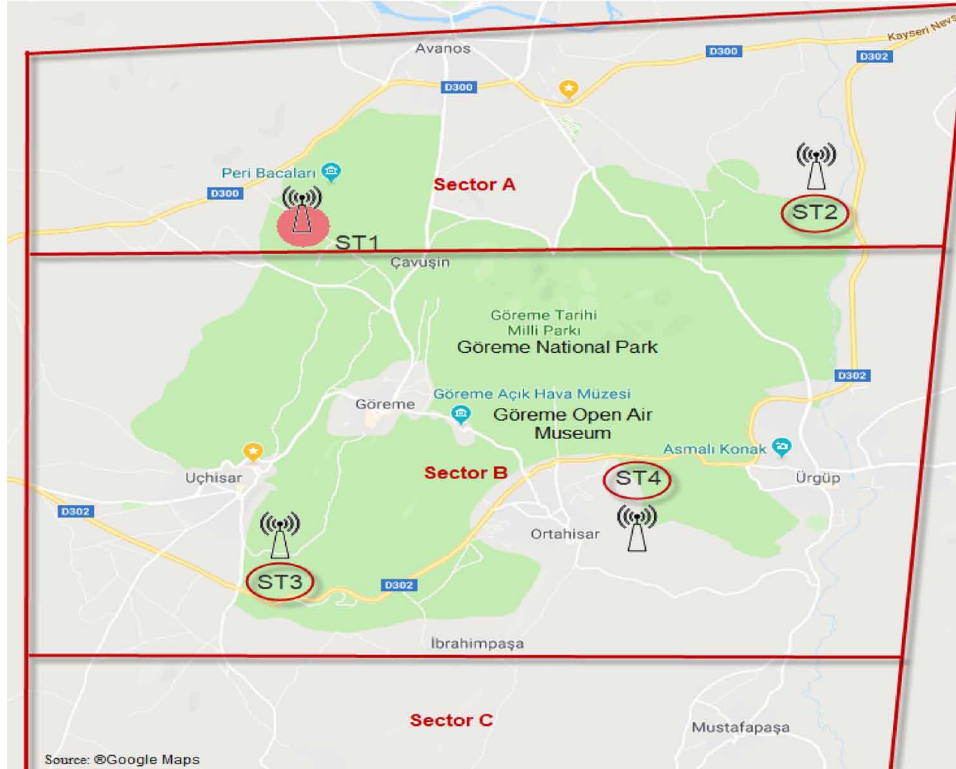 Avanos
Kayseri Nevş
D302
D300
D300
Peri Bacaları
Sector A
D300
ST2
ST1
Çavuşin
Göreme Tarihi
Milli Parkı
Göreme National Park
D302
Göreme
Göreme Açık Hava Müzesi
Göreme Open Air
Museum
Asmalı Konak
Uçhisar
Sector B
ST4
Ürgüp
D302
Ortahisar
ST3
D302
İbrahimpaşa
Sector C
Mustafapaşa
Source: ®Google Maps